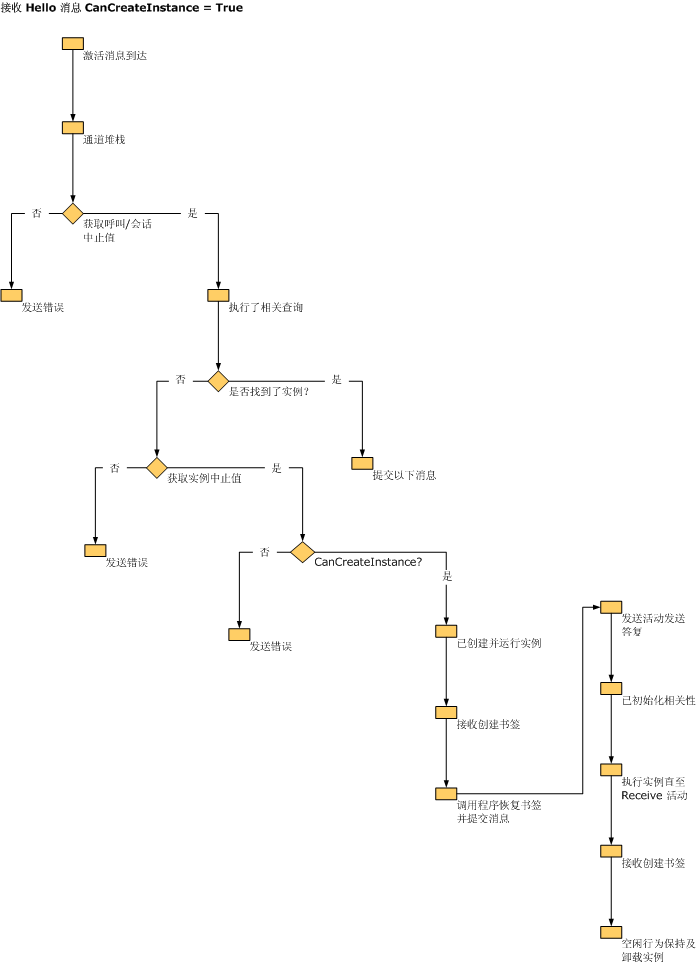 接收 Hello 消息 CanCreateInstance = True
激活消息到达
通道堆栈
否
是
获取呼叫/会话
中止值
发送错误
执行了相关查询
否
是
是否找到了实例?
否
是
获取实例中止值
提交以下消息
否
CanCreateInstance?
发送错误
是
发送错误
已创建并运行实例
接收创建书签
调用程序恢复书签
并提交消息
发送活动发送
答复
已初始化相关性
执行实例直至
Receive 活动
接收创建书签
空闲行为保持及
卸载实例